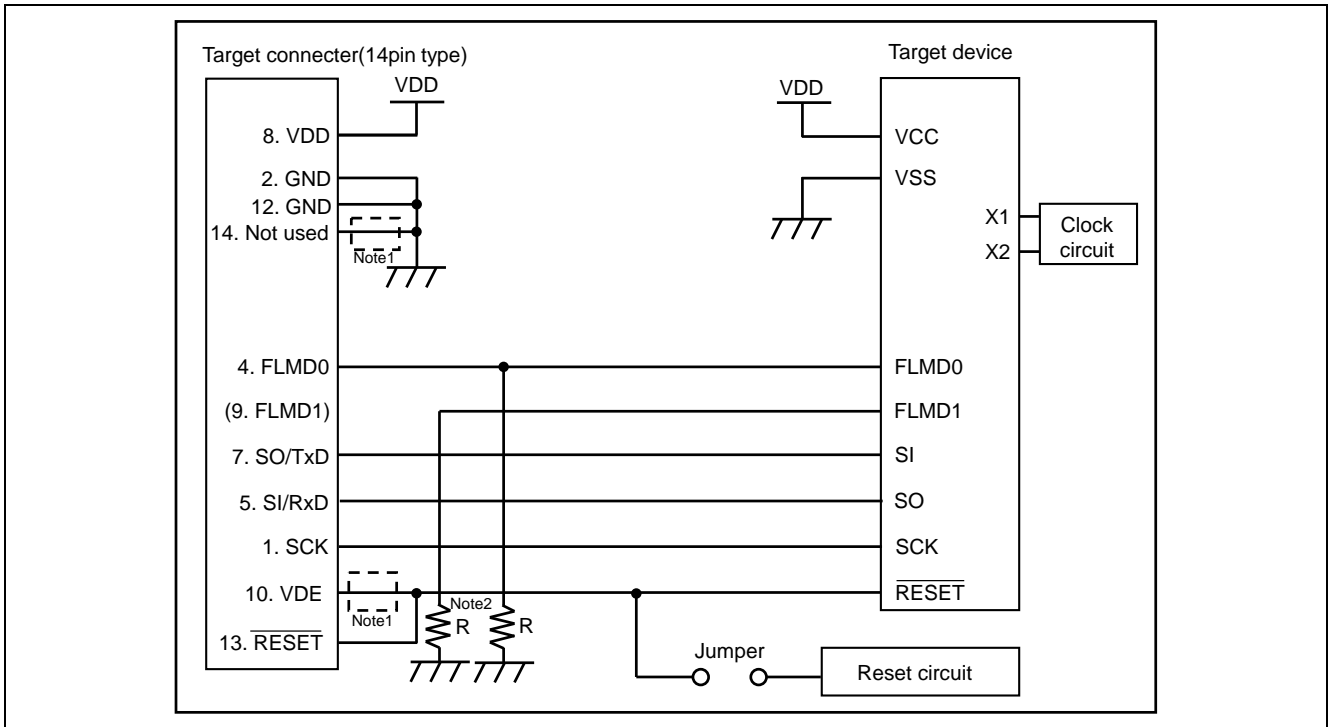 Target connecter(14pin type)
Target device
VDD
VDD
8. VDD
VCC
2. GND
VSS
12. GND
14. Not used
Note1
X1
X2
Clock
circuit
4. FLMD0
FLMD0
(9. FLMD1)
FLMD1
7. SO/TxD
SI
5. SI/RxD
SO
1. SCK
SCK
10. VDE
RESET
Note1
Note2
R
R
13. RESET
Jumper
Reset circuit